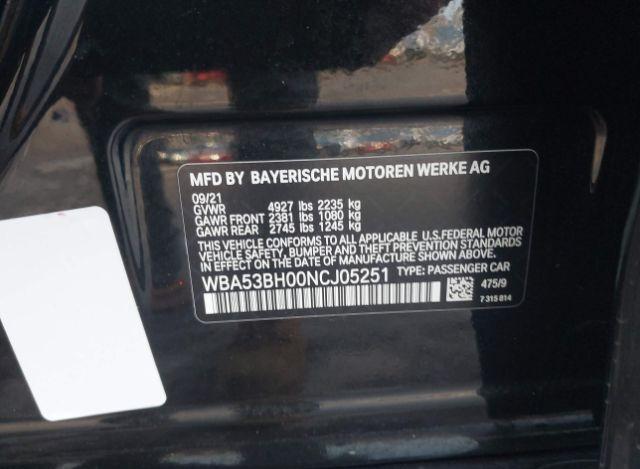 MFD BY BAYERISCHE MOTOREN WERKE AG
09/21
GVWR 4927 lbs 2235 kg
GAWR FRONT 2381 lbs 1080 kg
GAWR REAR 2745 lbs 1245 kg
THIS VEHICLE CONFORMS TO ALL APPLICABLE U.S.FEDERAL MOTOR
VEHICLE SAFETY, BUMPER AND THEFT PREVENTION STANDARDS
IN EFFECT ON THE DATE OF MANUFACTURE SHOWN ABOVE.
WBA53BH00NCJ05251 TYPE: PASSENGER CAR
475/9
7 315 814